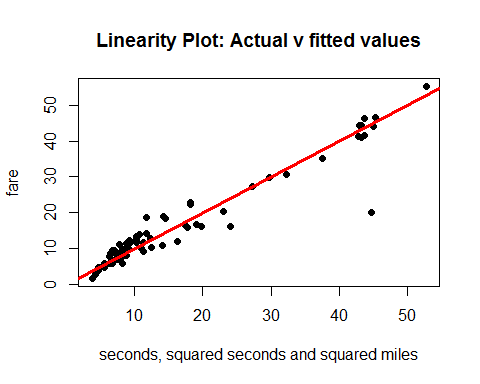 Linearity Plot: Actual v fitted values
fare
50
40
30
20
10
0
10 20 30 40 50
seconds, squared seconds and squared miles